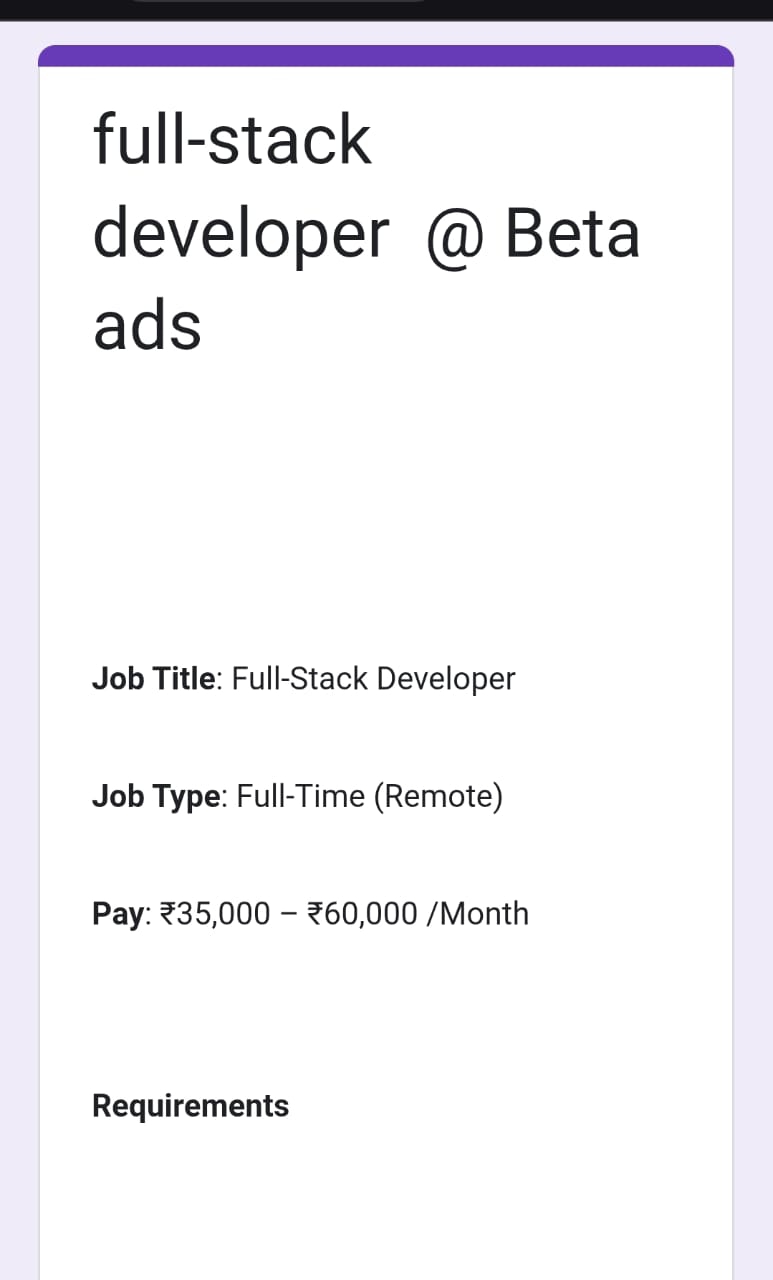 full-stack
developer  @ Beta
ads
Job Title: Full-Stack Developer
Job Type: Full-Time (Remote)
Pay: ₹35,000 – ₹60,000 /Month
Requirements